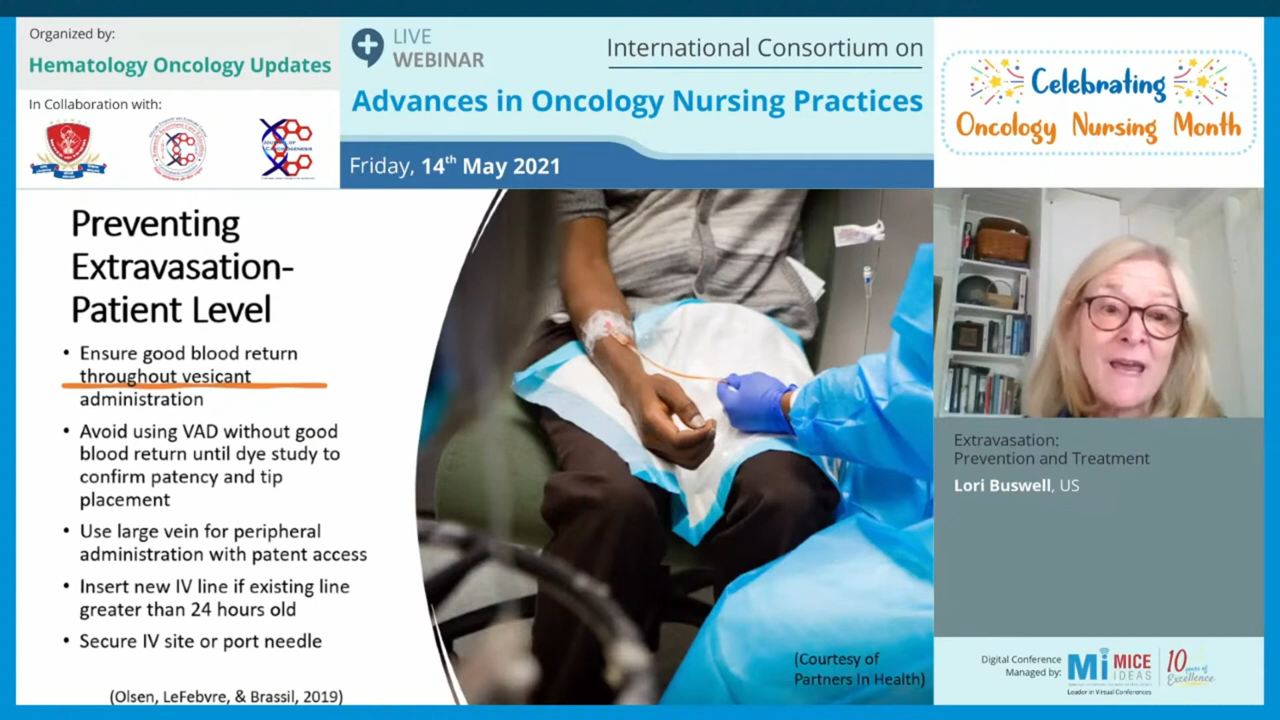 Organized by:
Hematology Oncology Updates
In Collaboration with:
LIVE
WEBINAR
International Consortium on
Advances in Oncology Nursing Practices
Friday, 14th May 2021
Celebrating
Oncology Nursing Month
Preventing
Extravasation-
Patient Level
• Ensure good blood return
throughout vesicant
administration
• Avoid using VAD without good
blood return until dye study to
confirm patency and tip
placement
• Use large vein for peripheral
administration with patent access
• Insert new IV line if existing line
greater than 24 hours old
• Secure IV site or port needle
(Olsen, LeFebvre, & Brassil, 2019)
(Courtesy of
Partners In Health)
Extravasation:
Prevention and Treatment
Lori Buswell, US
Digital Conference
Managed by:
Mi MICE
IDEAS
Leader in Virtual Conferences
10 years of
Excellence